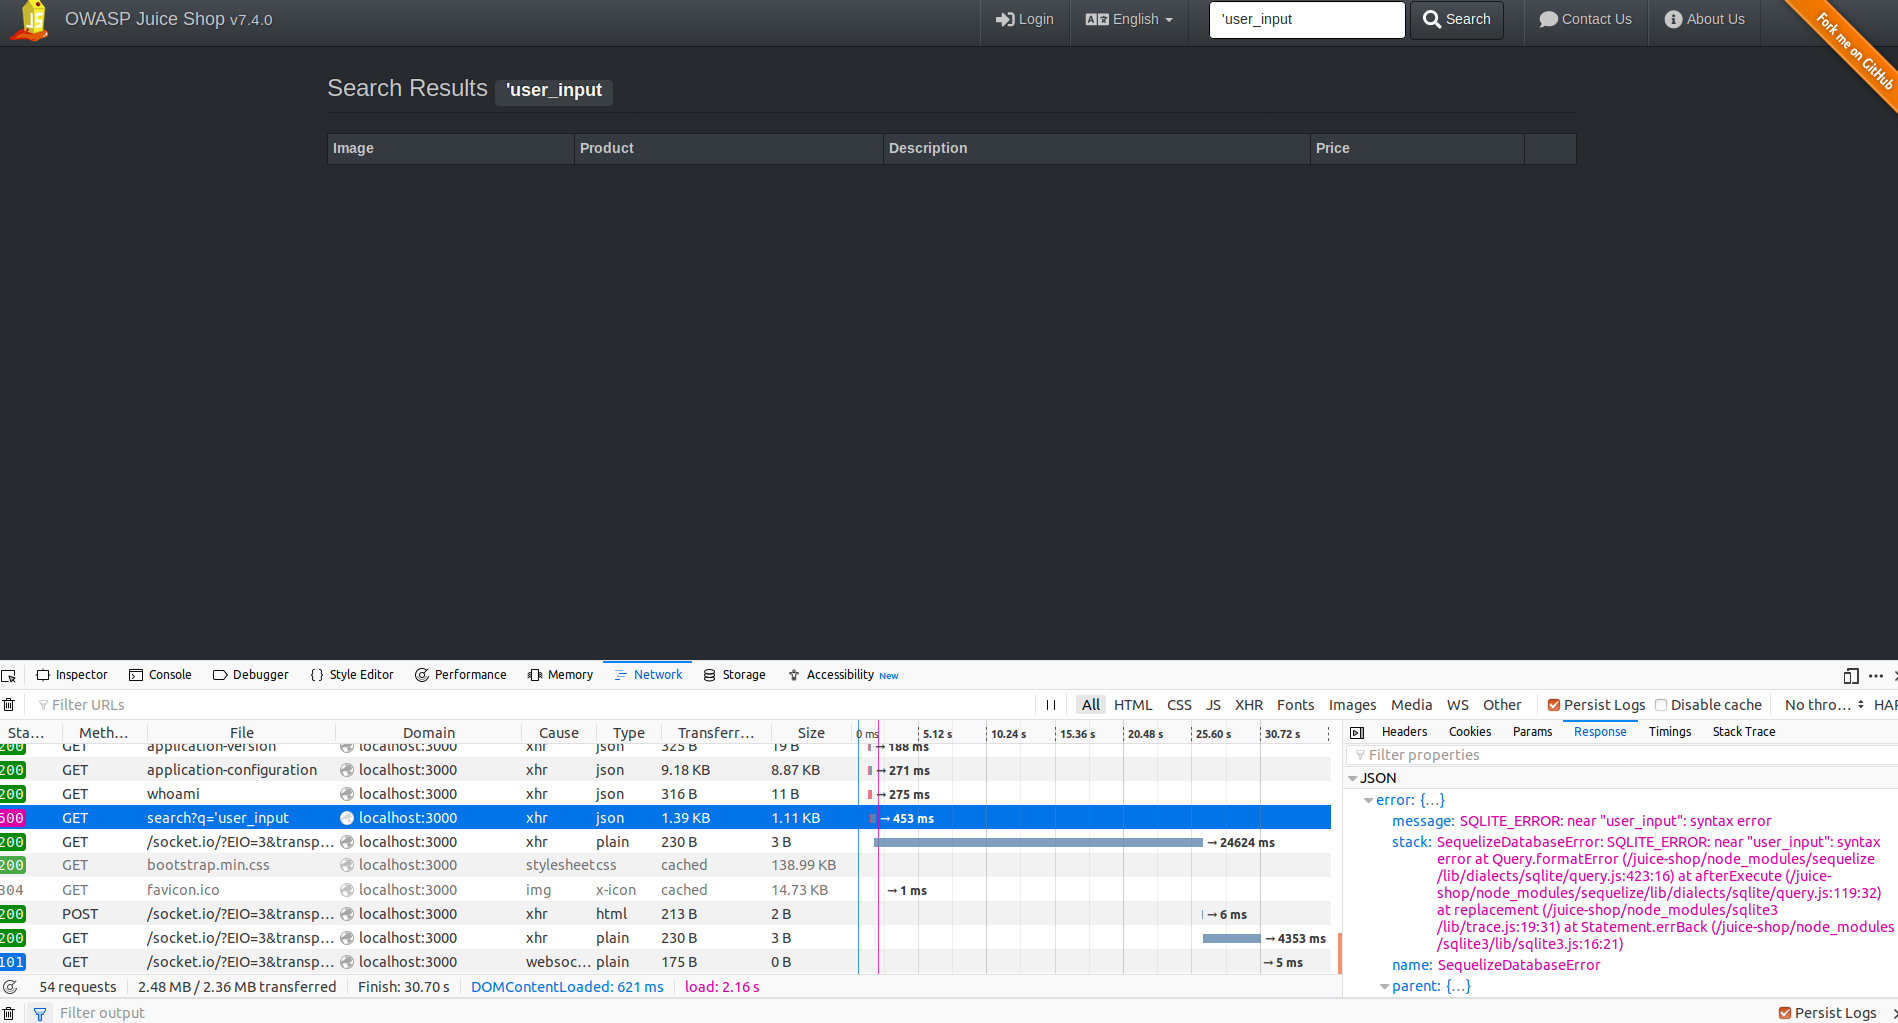 OWASP Juice Shop v7.4.0
Login
English
'user_input
Search
Contact Us
About Us
Fork me on GitHub
Search Results 'user_input
Image Product Description Price
Inspector Console Debugger Style Editor Performance Memory Network Storage Accessibility New
Filter URLs
All HTML CSS JS XHR Fonts Images Media WS Other
Persist Logs Disable cache No thro... HAR
Sta... Meth... File Domain Cause Type Transferr... Size 0 ms 5.12 s 10.24 s 15.36 s 20.48 s 25.60 s 30.72 s
200 GET application-version localhost:3000 xhr json 325 B 19 B → 188 ms
200 GET application-configuration localhost:3000 xhr json 9.18 KB 8.87 KB → 271 ms
200 GET whoami localhost:3000 xhr json 316 B 11 B → 275 ms
500 GET search?q='user_input localhost:3000 xhr json 1.39 KB 1.11 KB → 453 ms
200 GET /socket.io/?EIO=3&transp... localhost:3000 xhr plain 230 B 3 B → 24624 ms
200 GET bootstrap.min.css localhost:3000 stylesheet css cached 138.99 KB
304 GET favicon.ico localhost:3000 img x-icon cached 14.73 KB → 1 ms
200 POST /socket.io/?EIO=3&transp... localhost:3000 xhr html 213 B 2 B → 6 ms
200 GET /socket.io/?EIO=3&transp... localhost:3000 xhr plain 230 B 3 B → 4353 ms
101 GET /socket.io/?EIO=3&transp... localhost:3000 websoc... plain 175 B 0 B → 5 ms
54 requests 2.48 MB / 2.36 MB transferred Finish: 30.70 s DOMContentLoaded: 621 ms load: 2.16 s
Headers Cookies Params Response Timings Stack Trace
Filter properties
JSON
error: {...}
message: SQLITE_ERROR: near "user_input": syntax error
stack: SequelizeDatabaseError: SQLITE_ERROR: near "user_input": syntax
error at Query.formatError (/juice-shop/node_modules/sequelize
/lib/dialects/sqlite/query.js:423:16) at afterExecute (/juice-
shop/node_modules/sequelize/lib/dialects/sqlite/query.js:119:32)
at replacement (/juice-shop/node_modules/sqlite3
/lib/trace.js:19:31) at Statement.errBack (/juice-shop/node_modules
/sqlite3/lib/sqlite3.js:16:21)
name: SequelizeDatabaseError
parent: {...}
Filter output
Persist Logs